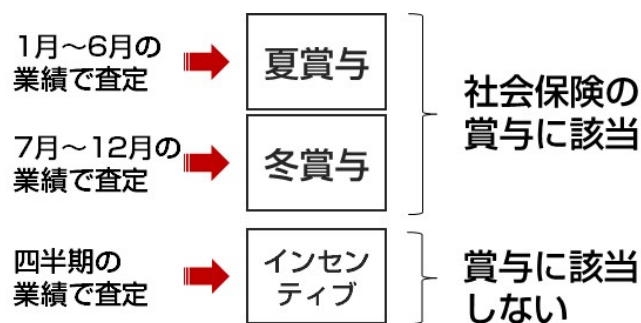 1月～6月の
業績で査定
夏賞与
7月～12月の
業績で査定
冬賞与
社会保険の
賞与に該当
四半期の
業績で査定
インセン
ティブ
賞与に該当
しない